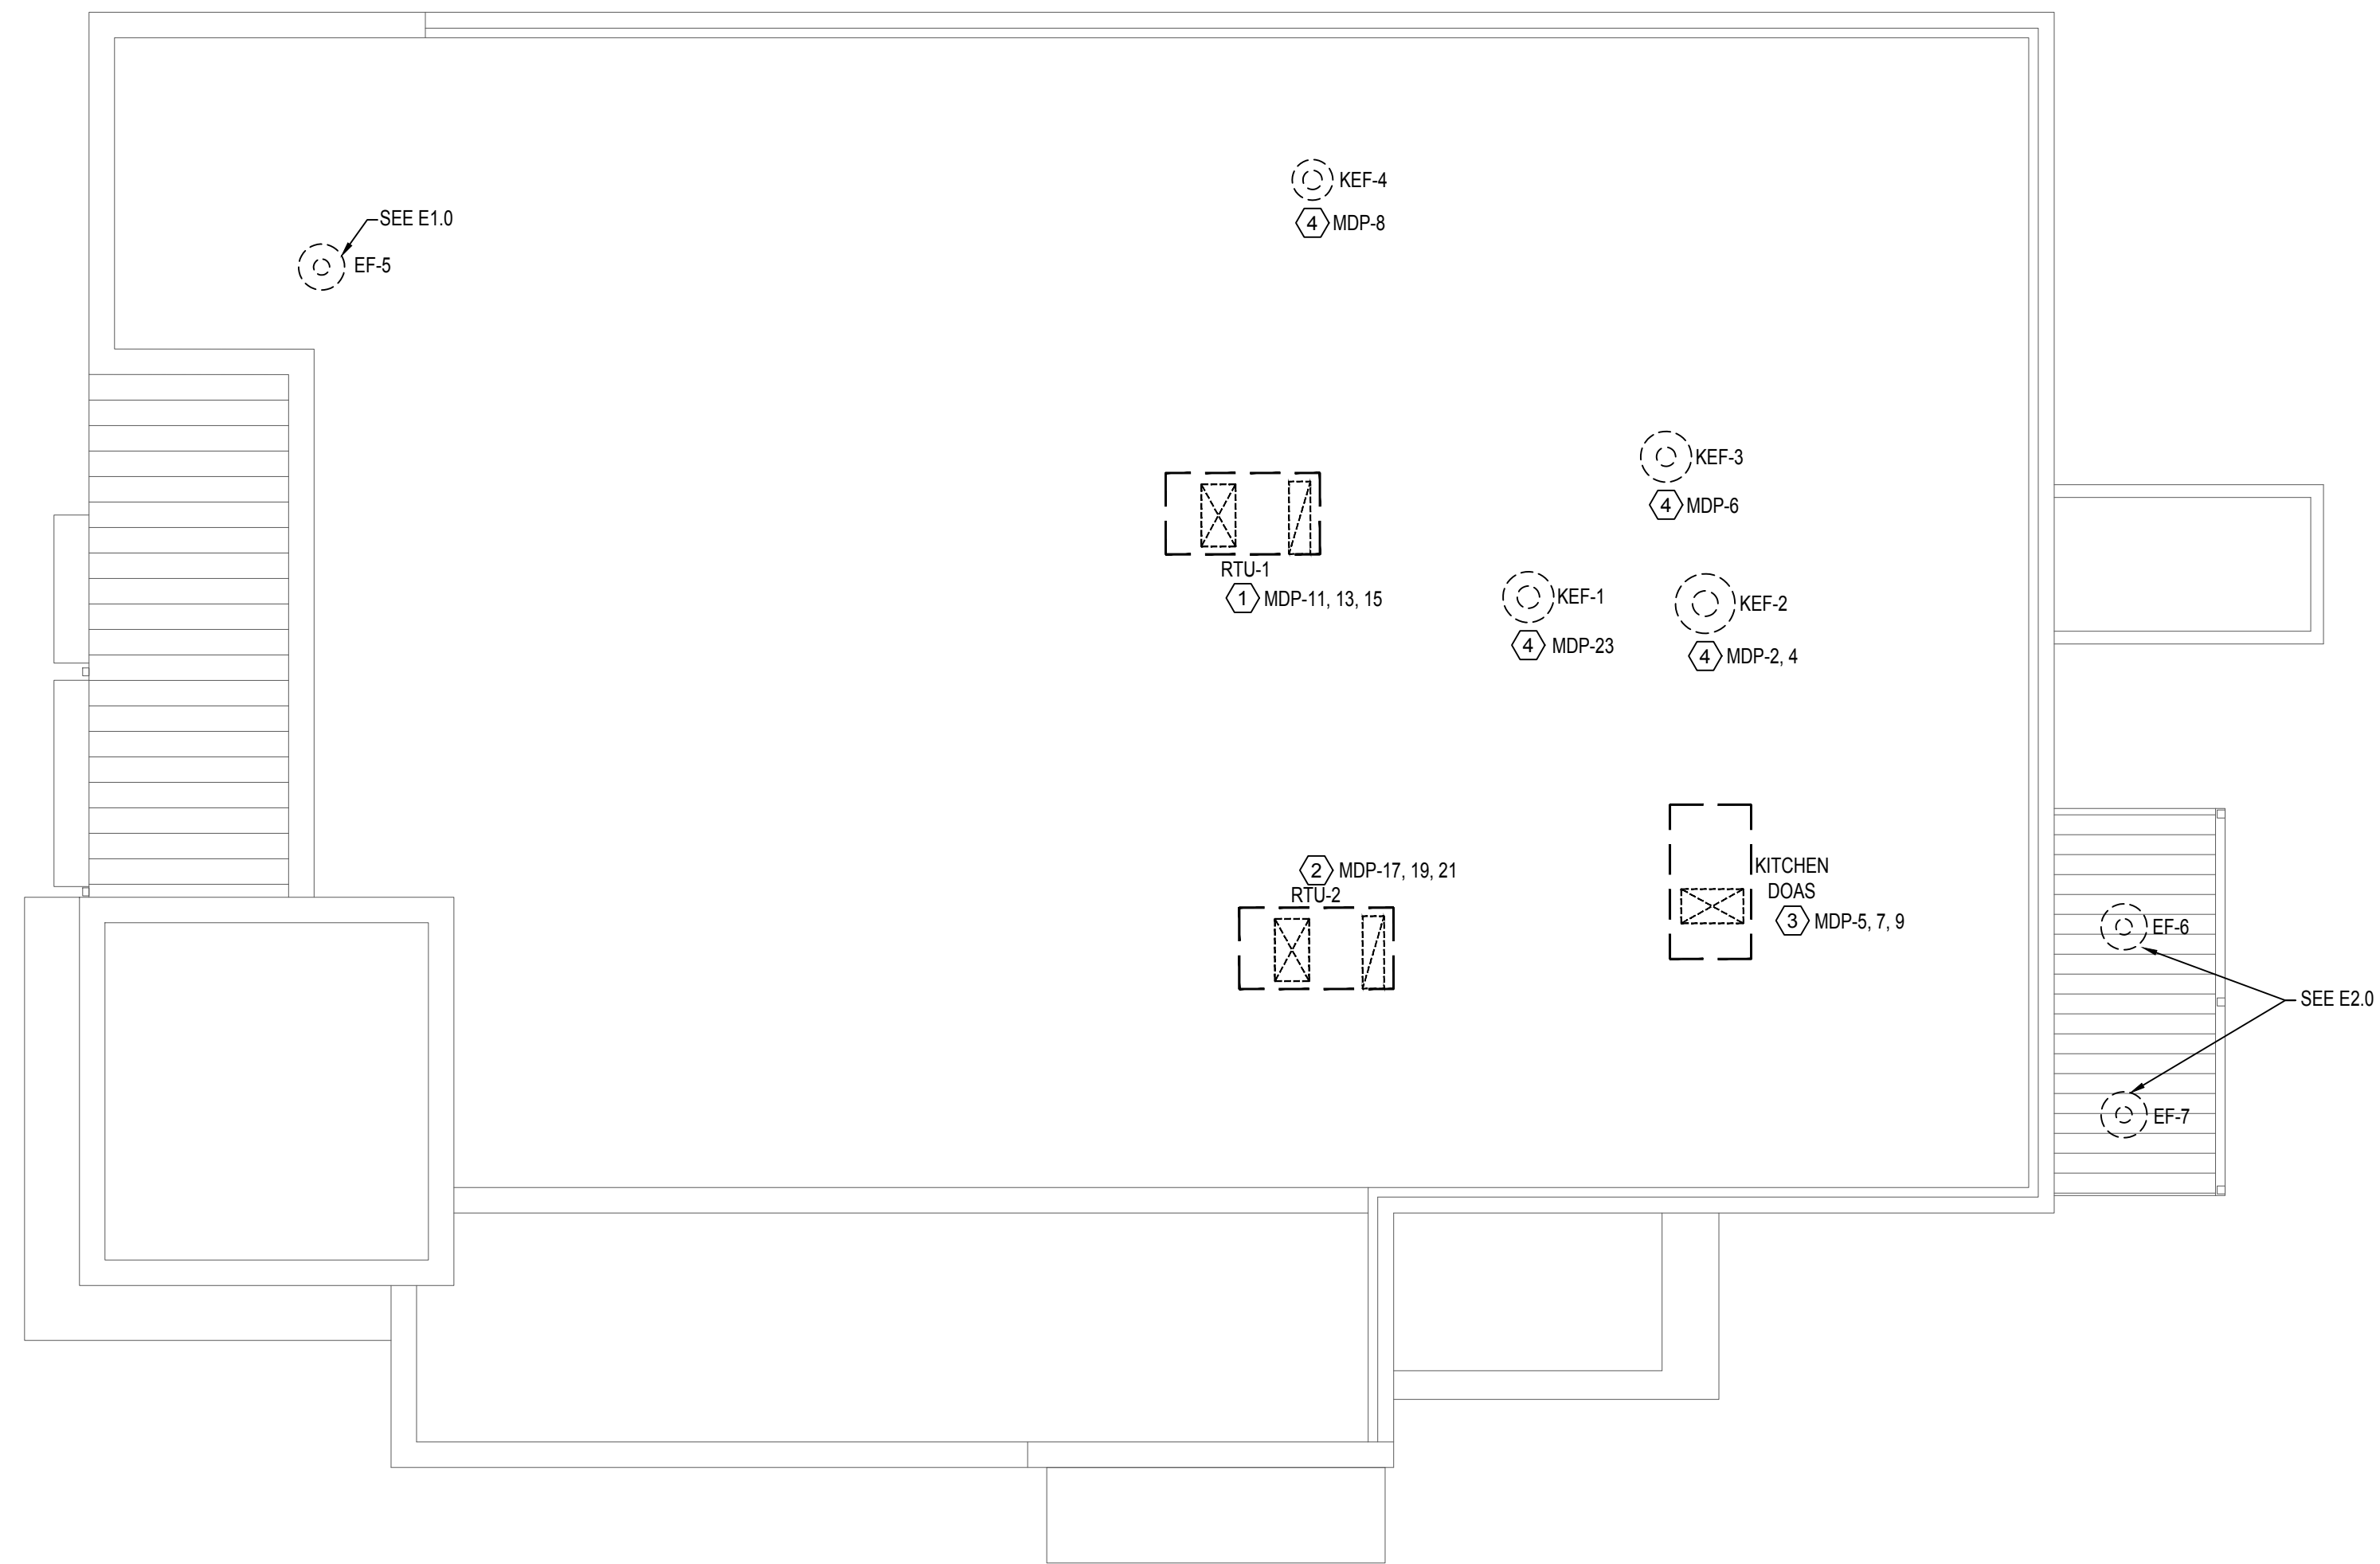 KEF-4
4 MDP-8
SEE E1.0
EF-5
KEF-3
4 MDP-6
RTU-1
1 MDP-11, 13, 15
KEF-1
4 MDP-23
KEF-2
4 MDP-2, 4
2 MDP-17, 19, 21
RTU-2
KITCHEN
DOAS
3 MDP-5, 7, 9
EF-6
SEE E2.0
EF-7